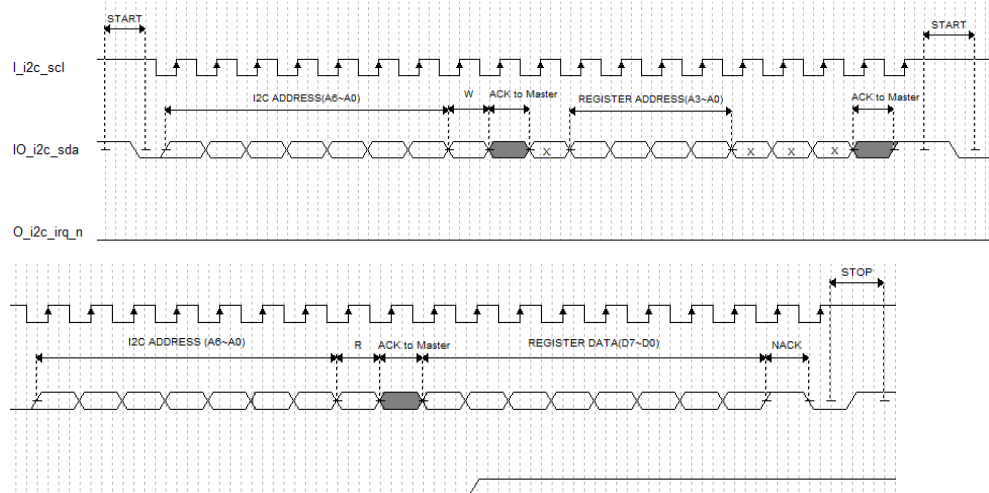 START
START
I_i2c_scl
I2C ADDRESS(A6~A0)
W
ACK to Master
REGISTER ADDRESS(A3~A0)
ACK to Master
IO_i2c_sda
X
X
X
X
O_i2c_irq_n
STOP
I2C ADDRESS (A6~A0)
R
ACK to Master
REGISTER DATA(D7~D0)
NACK